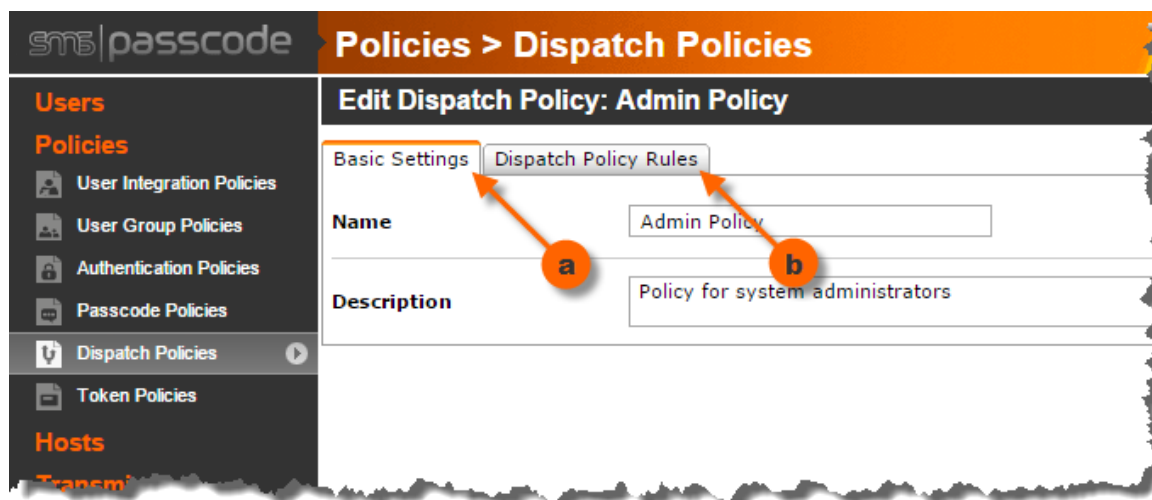 sms|passcode
Policies > Dispatch Policies
Users
Edit Dispatch Policy: Admin Policy
Policies
Basic Settings
Dispatch Policy Rules
User Integration Policies
User Group Policies
Name
Admin Policy
Authentication Policies
a
b
Passcode Policies
Description
Policy for system administrators
Dispatch Policies
Token Policies
Hosts